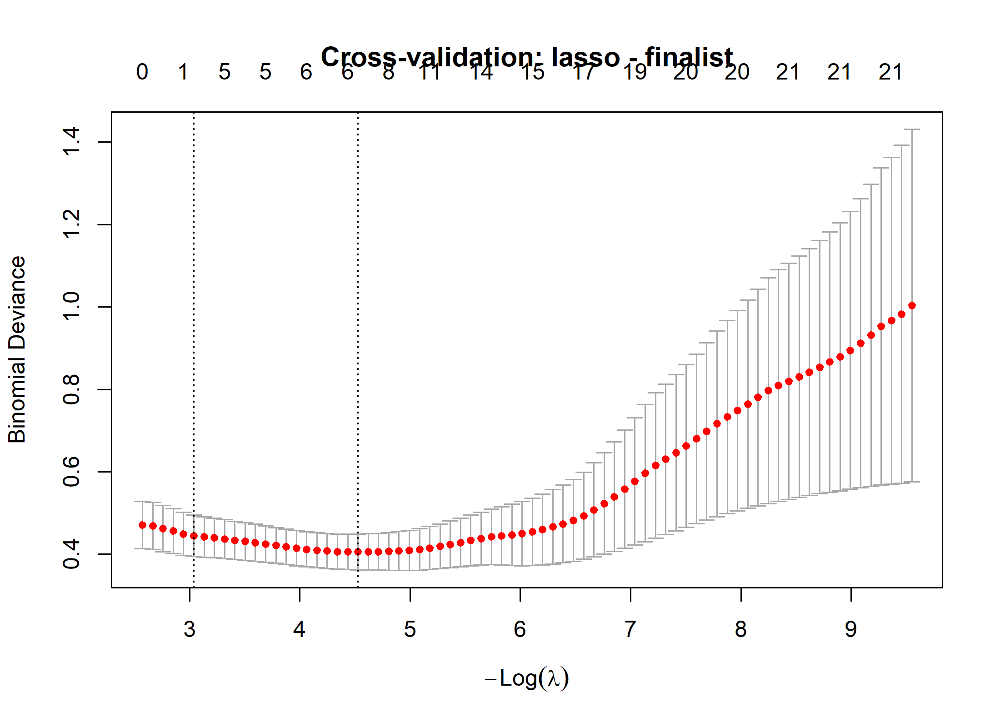 Cross-validation: lasso - finalist
0 1 5 5 6 6 8 11 14 15 17 19 20 20 21 21 21
1.4
1.2
1.0
0.8
0.6
0.4
Binomial Deviance
3 4 5 6 7 8 9
−Log(λ)